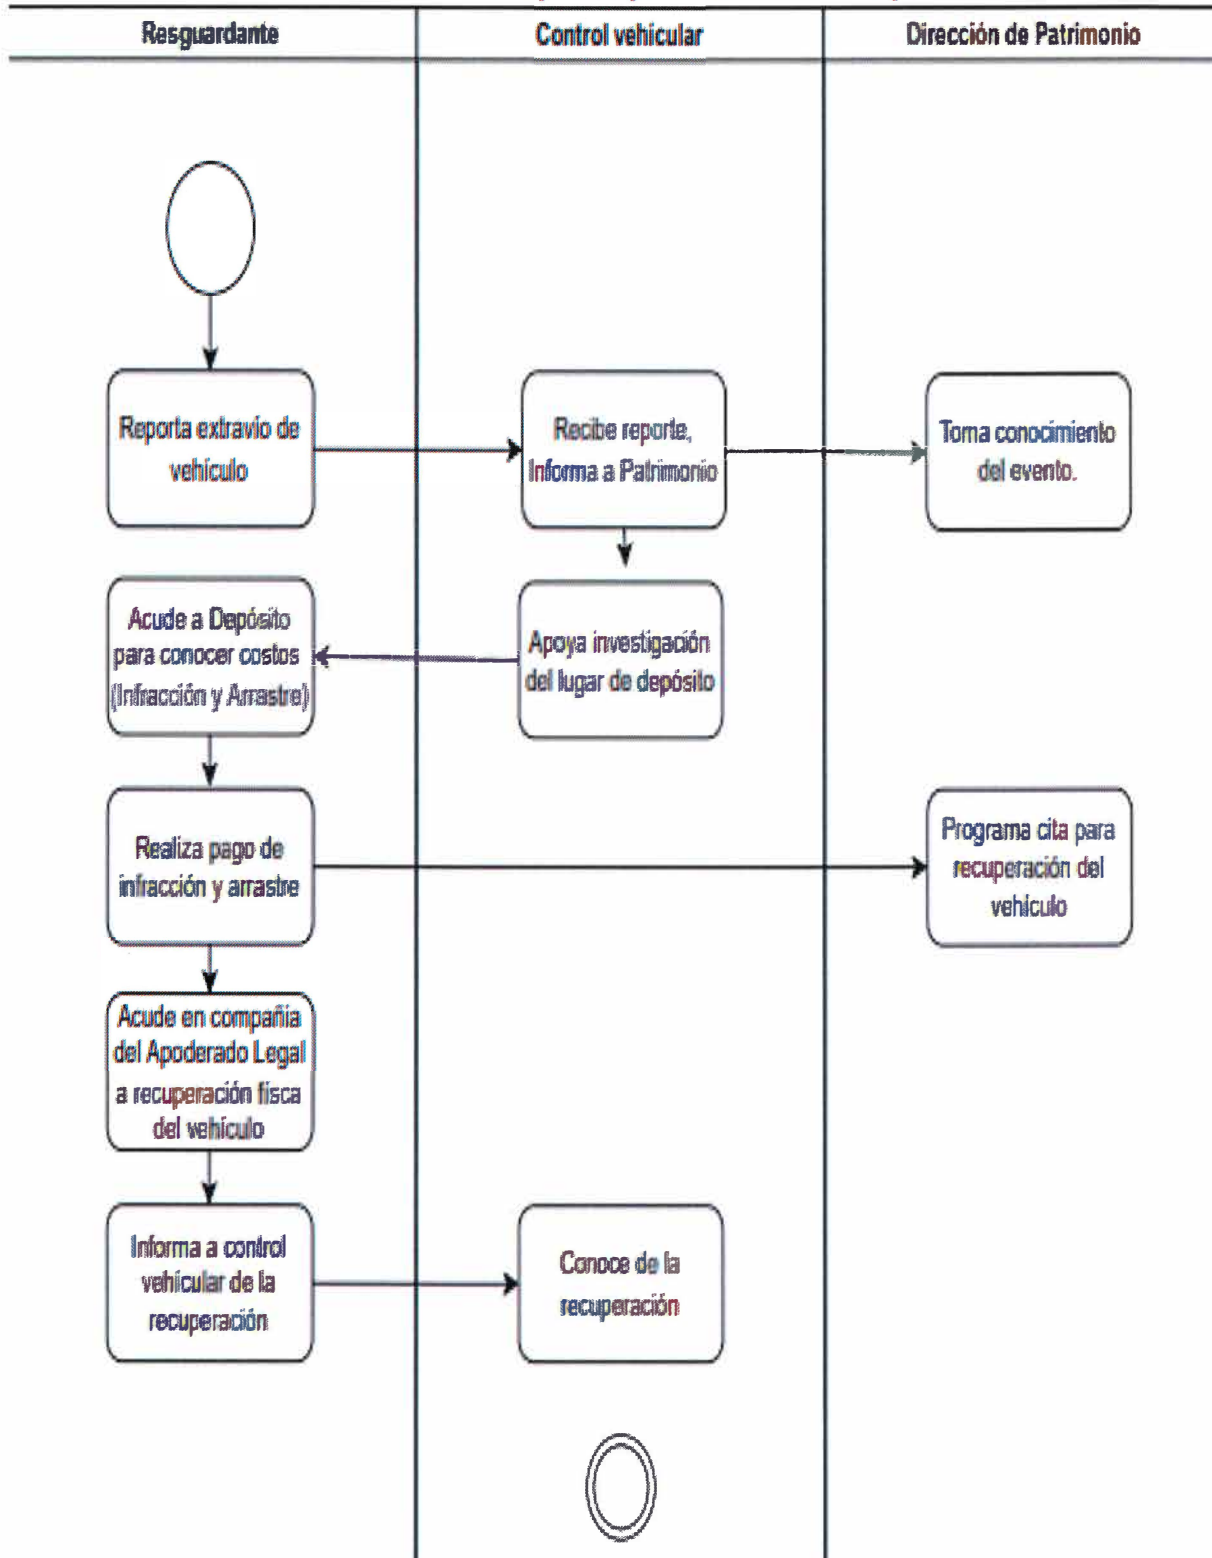 Resguardante
Control vehicular
Dirección de Patrimonio
Reporta extravío de
vehículo
Recibe reporte,
Informa a Patrimonio
Toma conocimiento
del evento.
Acude a Depósito
para conocer costos
(Infracción y Arrastre)
Apoya investigación
del lugar de depósito
Realiza pago de
infracción y arrastre
Programa cita para
recuperación del
vehículo
Acude en compañia
del Apoderado Legal
a recuperación fisca
del vehículo
Informa a control
vehicular de la
recuperación
Conoce de la
recuperación